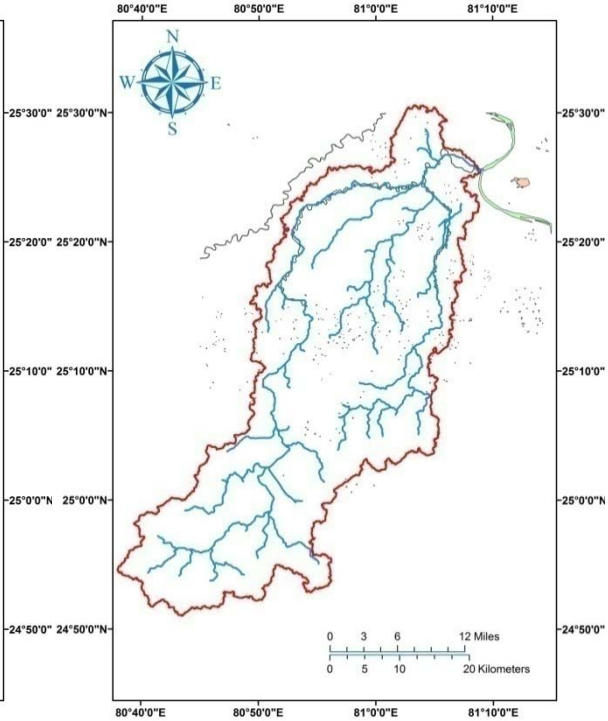 80°40'0"E 80°50'0"E 81°0'0"E 81°10'0"E
N
W E
S
25°30'0" 25°30'0"N 25°30'0"
25°20'0" 25°20'0"N 25°20'0"
25°10'0" 25°10'0"N 25°10'0"
25°0'0"N 25°0'0"N 25°0'0"N
24°50'0" 24°50'0"N 24°50'0"
0 3 6 12 Miles
0 5 10 20 Kilometers
80°40'0"E 80°50'0"E 81°0'0"E 81°10'0"E